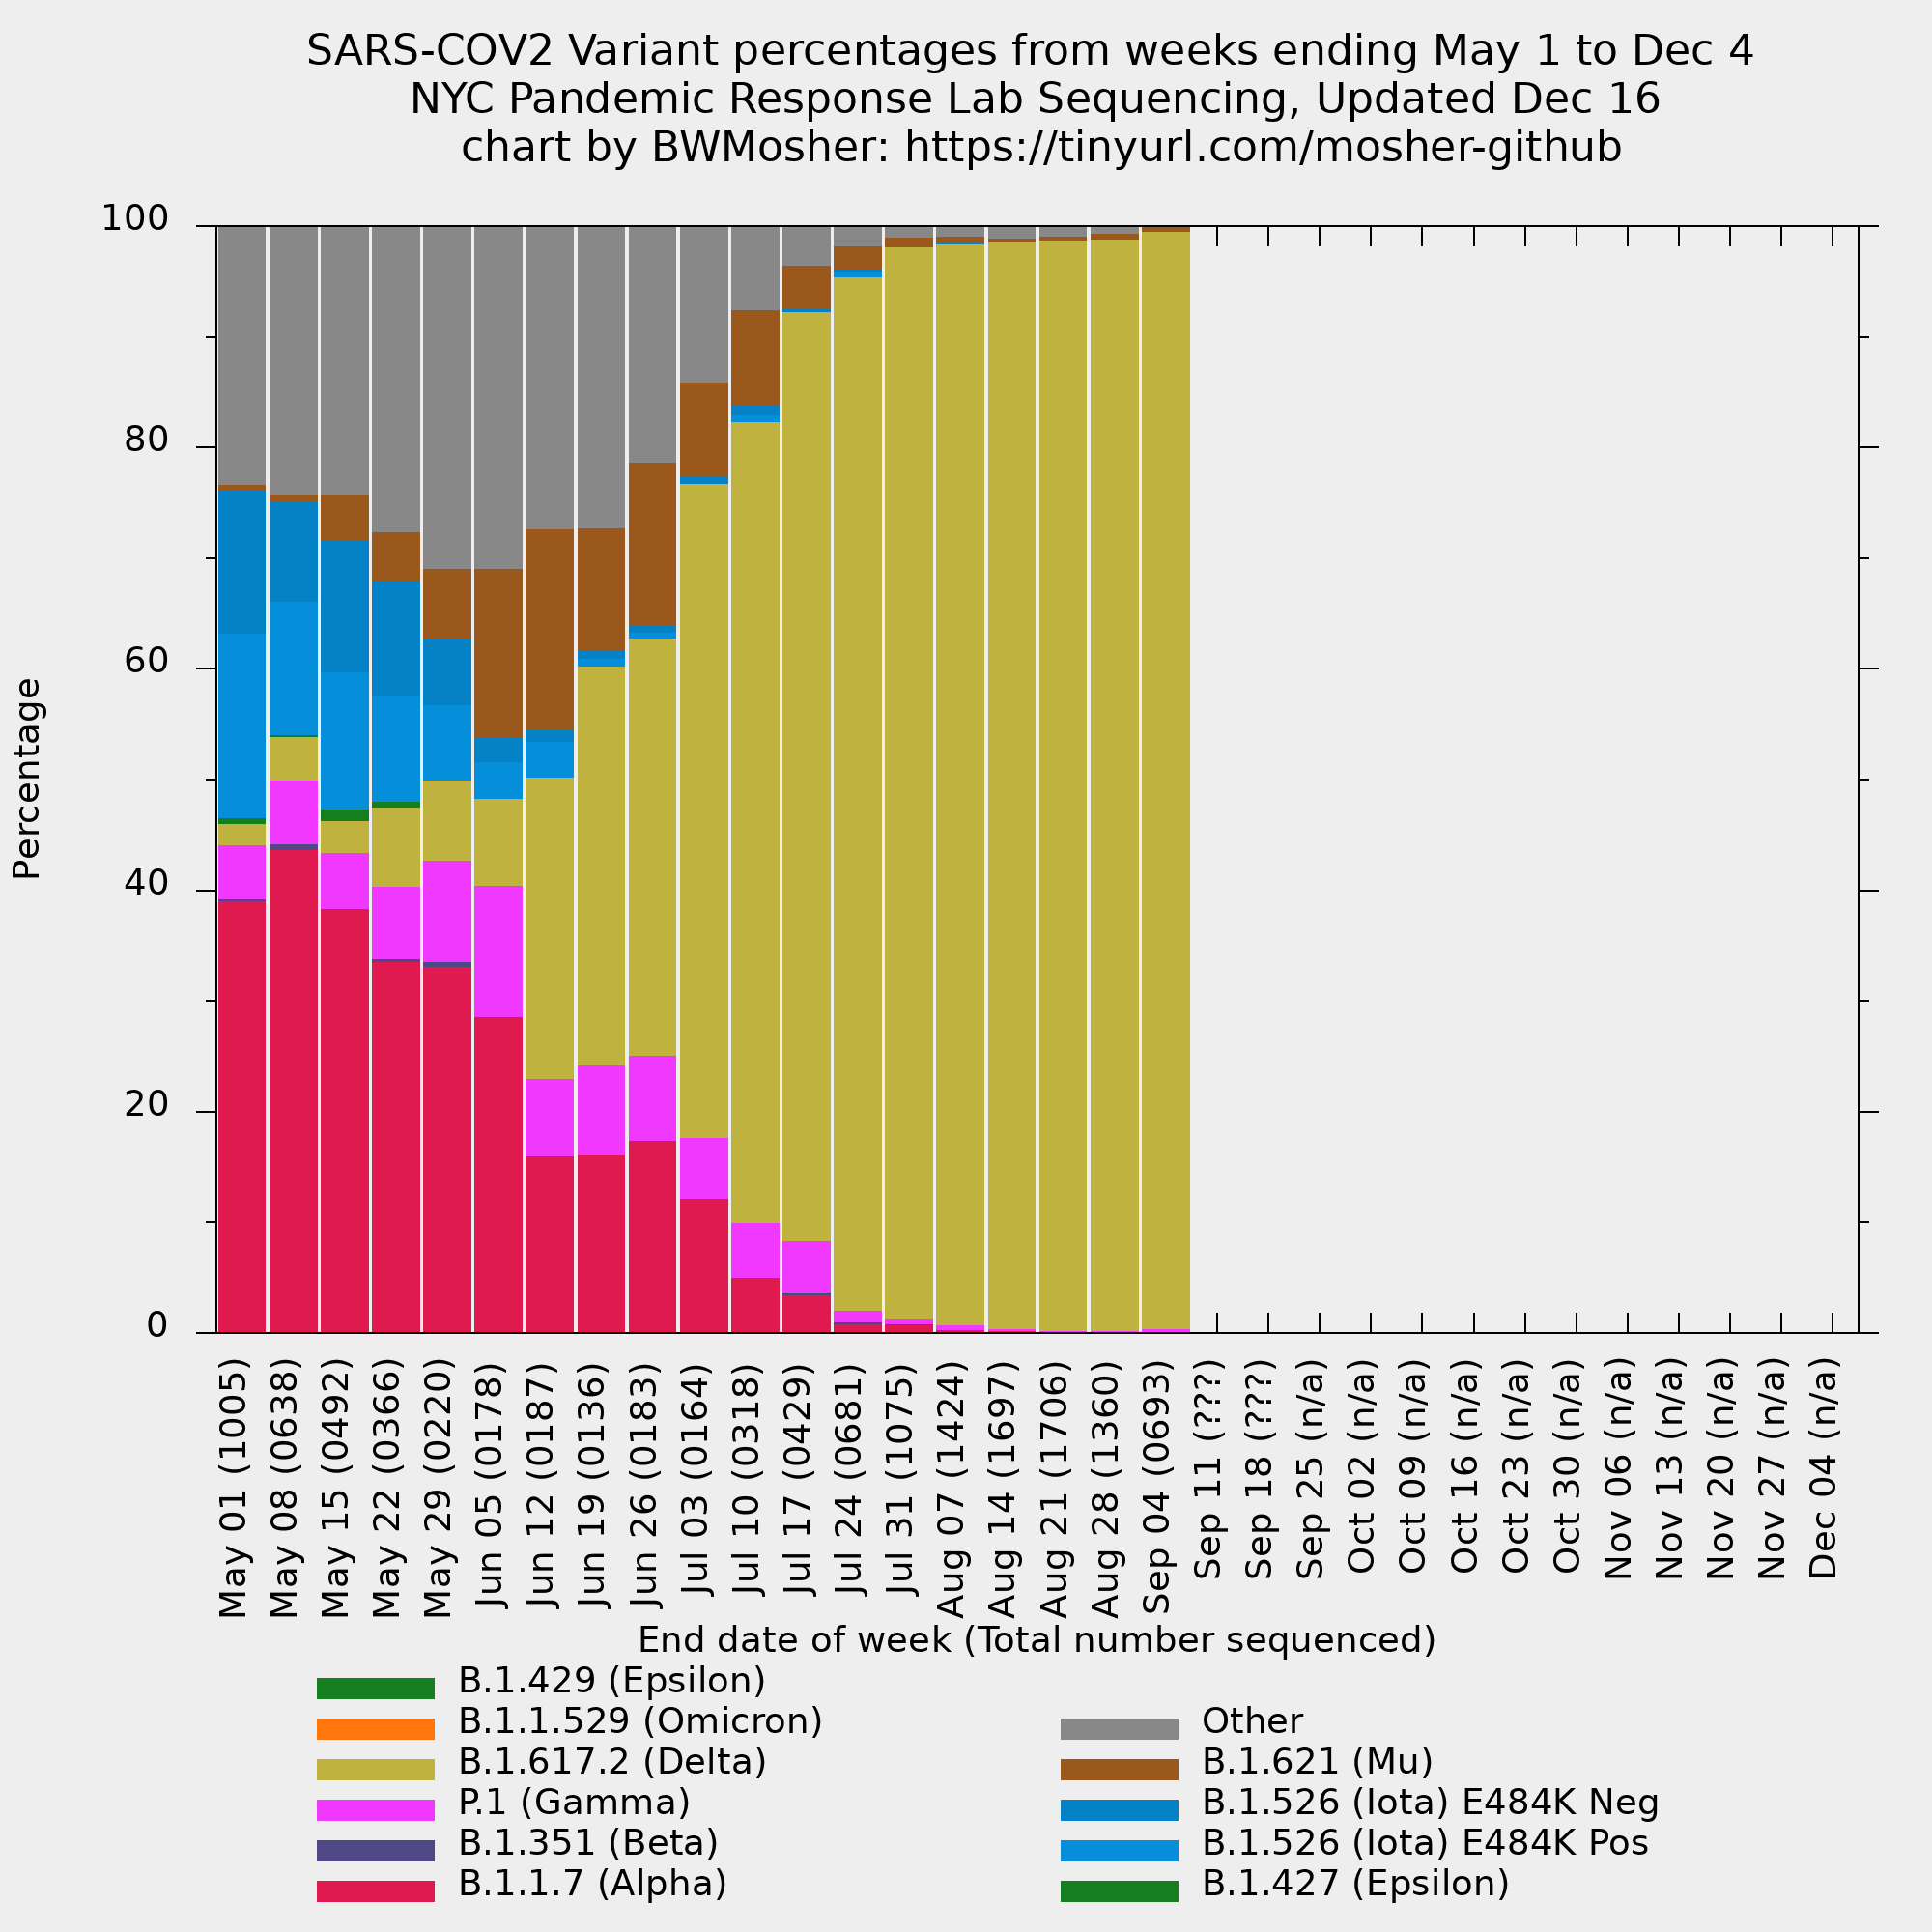 SARS-COV2 Variant percentages from weeks ending May 1 to Dec 4
NYC Pandemic Response Lab Sequencing, Updated Dec 16
chart by BWMosher: https://tinyurl.com/mosher-github
Percentage
100
80
60
40
20
0
May 01 (1005)
May 08 (0638)
May 15 (0492)
May 22 (0366)
May 29 (0220)
Jun 05 (0178)
Jun 12 (0187)
Jun 19 (0136)
Jun 26 (0183)
Jul 03 (0164)
Jul 10 (0318)
Jul 17 (0429)
Jul 24 (0681)
Jul 31 (1075)
Aug 07 (1424)
Aug 14 (1697)
Aug 21 (1706)
Aug 28 (1360)
Sep 04 (0693)
Sep 11 (???)
Sep 18 (???)
Sep 25 (n/a)
Oct 02 (n/a)
Oct 09 (n/a)
Oct 16 (n/a)
Oct 23 (n/a)
Oct 30 (n/a)
Nov 06 (n/a)
Nov 13 (n/a)
Nov 20 (n/a)
Nov 27 (n/a)
Dec 04 (n/a)
End date of week (Total number sequenced)
B.1.429 (Epsilon)
B.1.1.529 (Omicron)
B.1.617.2 (Delta)
P.1 (Gamma)
B.1.351 (Beta)
B.1.1.7 (Alpha)
Other
B.1.621 (Mu)
B.1.526 (Iota) E484K Neg
B.1.526 (Iota) E484K Pos
B.1.427 (Epsilon)